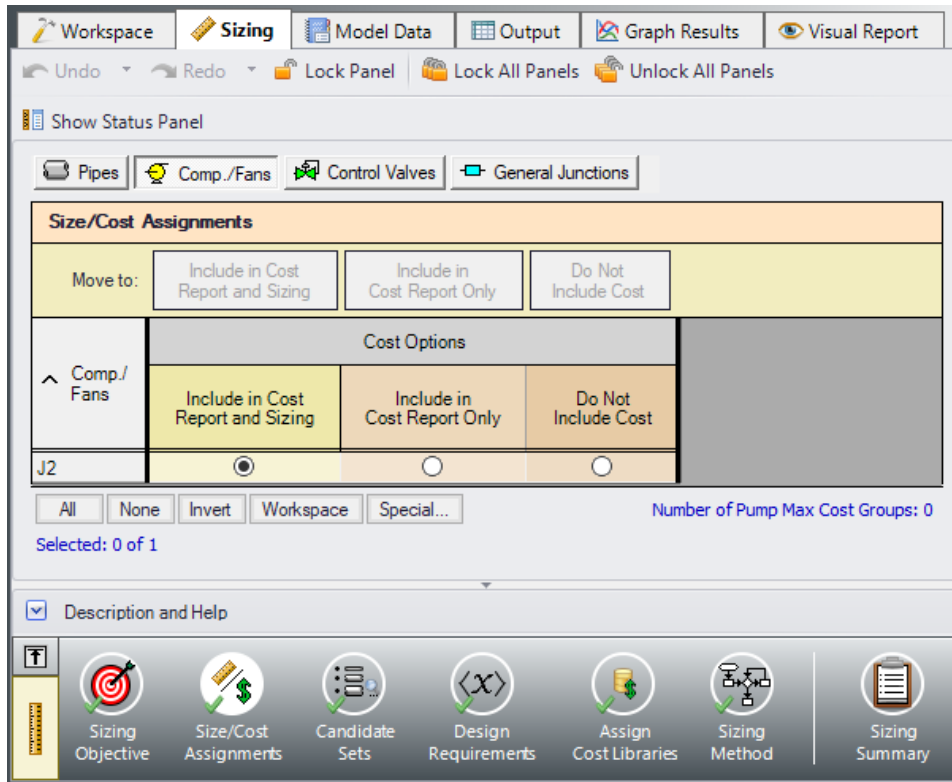 Workspace Sizing Model Data Output Graph Results Visual Report
Undo Redo Lock Panel Lock All Panels Unlock All Panels
Show Status Panel
Pipes Comp./Fans Control Valves General Junctions
Size/Cost Assignments
Move to: Include in Cost Report and Sizing Include in Cost Report Only Do Not Include Cost
Comp./ Fans
Cost Options
Include in Cost Report and Sizing Include in Cost Report Only Do Not Include Cost
J2
All None Invert Workspace Special... Number of Pump Max Cost Groups: 0
Selected: 0 of 1
Description and Help
Sizing Objective Size/Cost Assignments Candidate Sets Design Requirements Assign Cost Libraries Sizing Method Sizing Summary